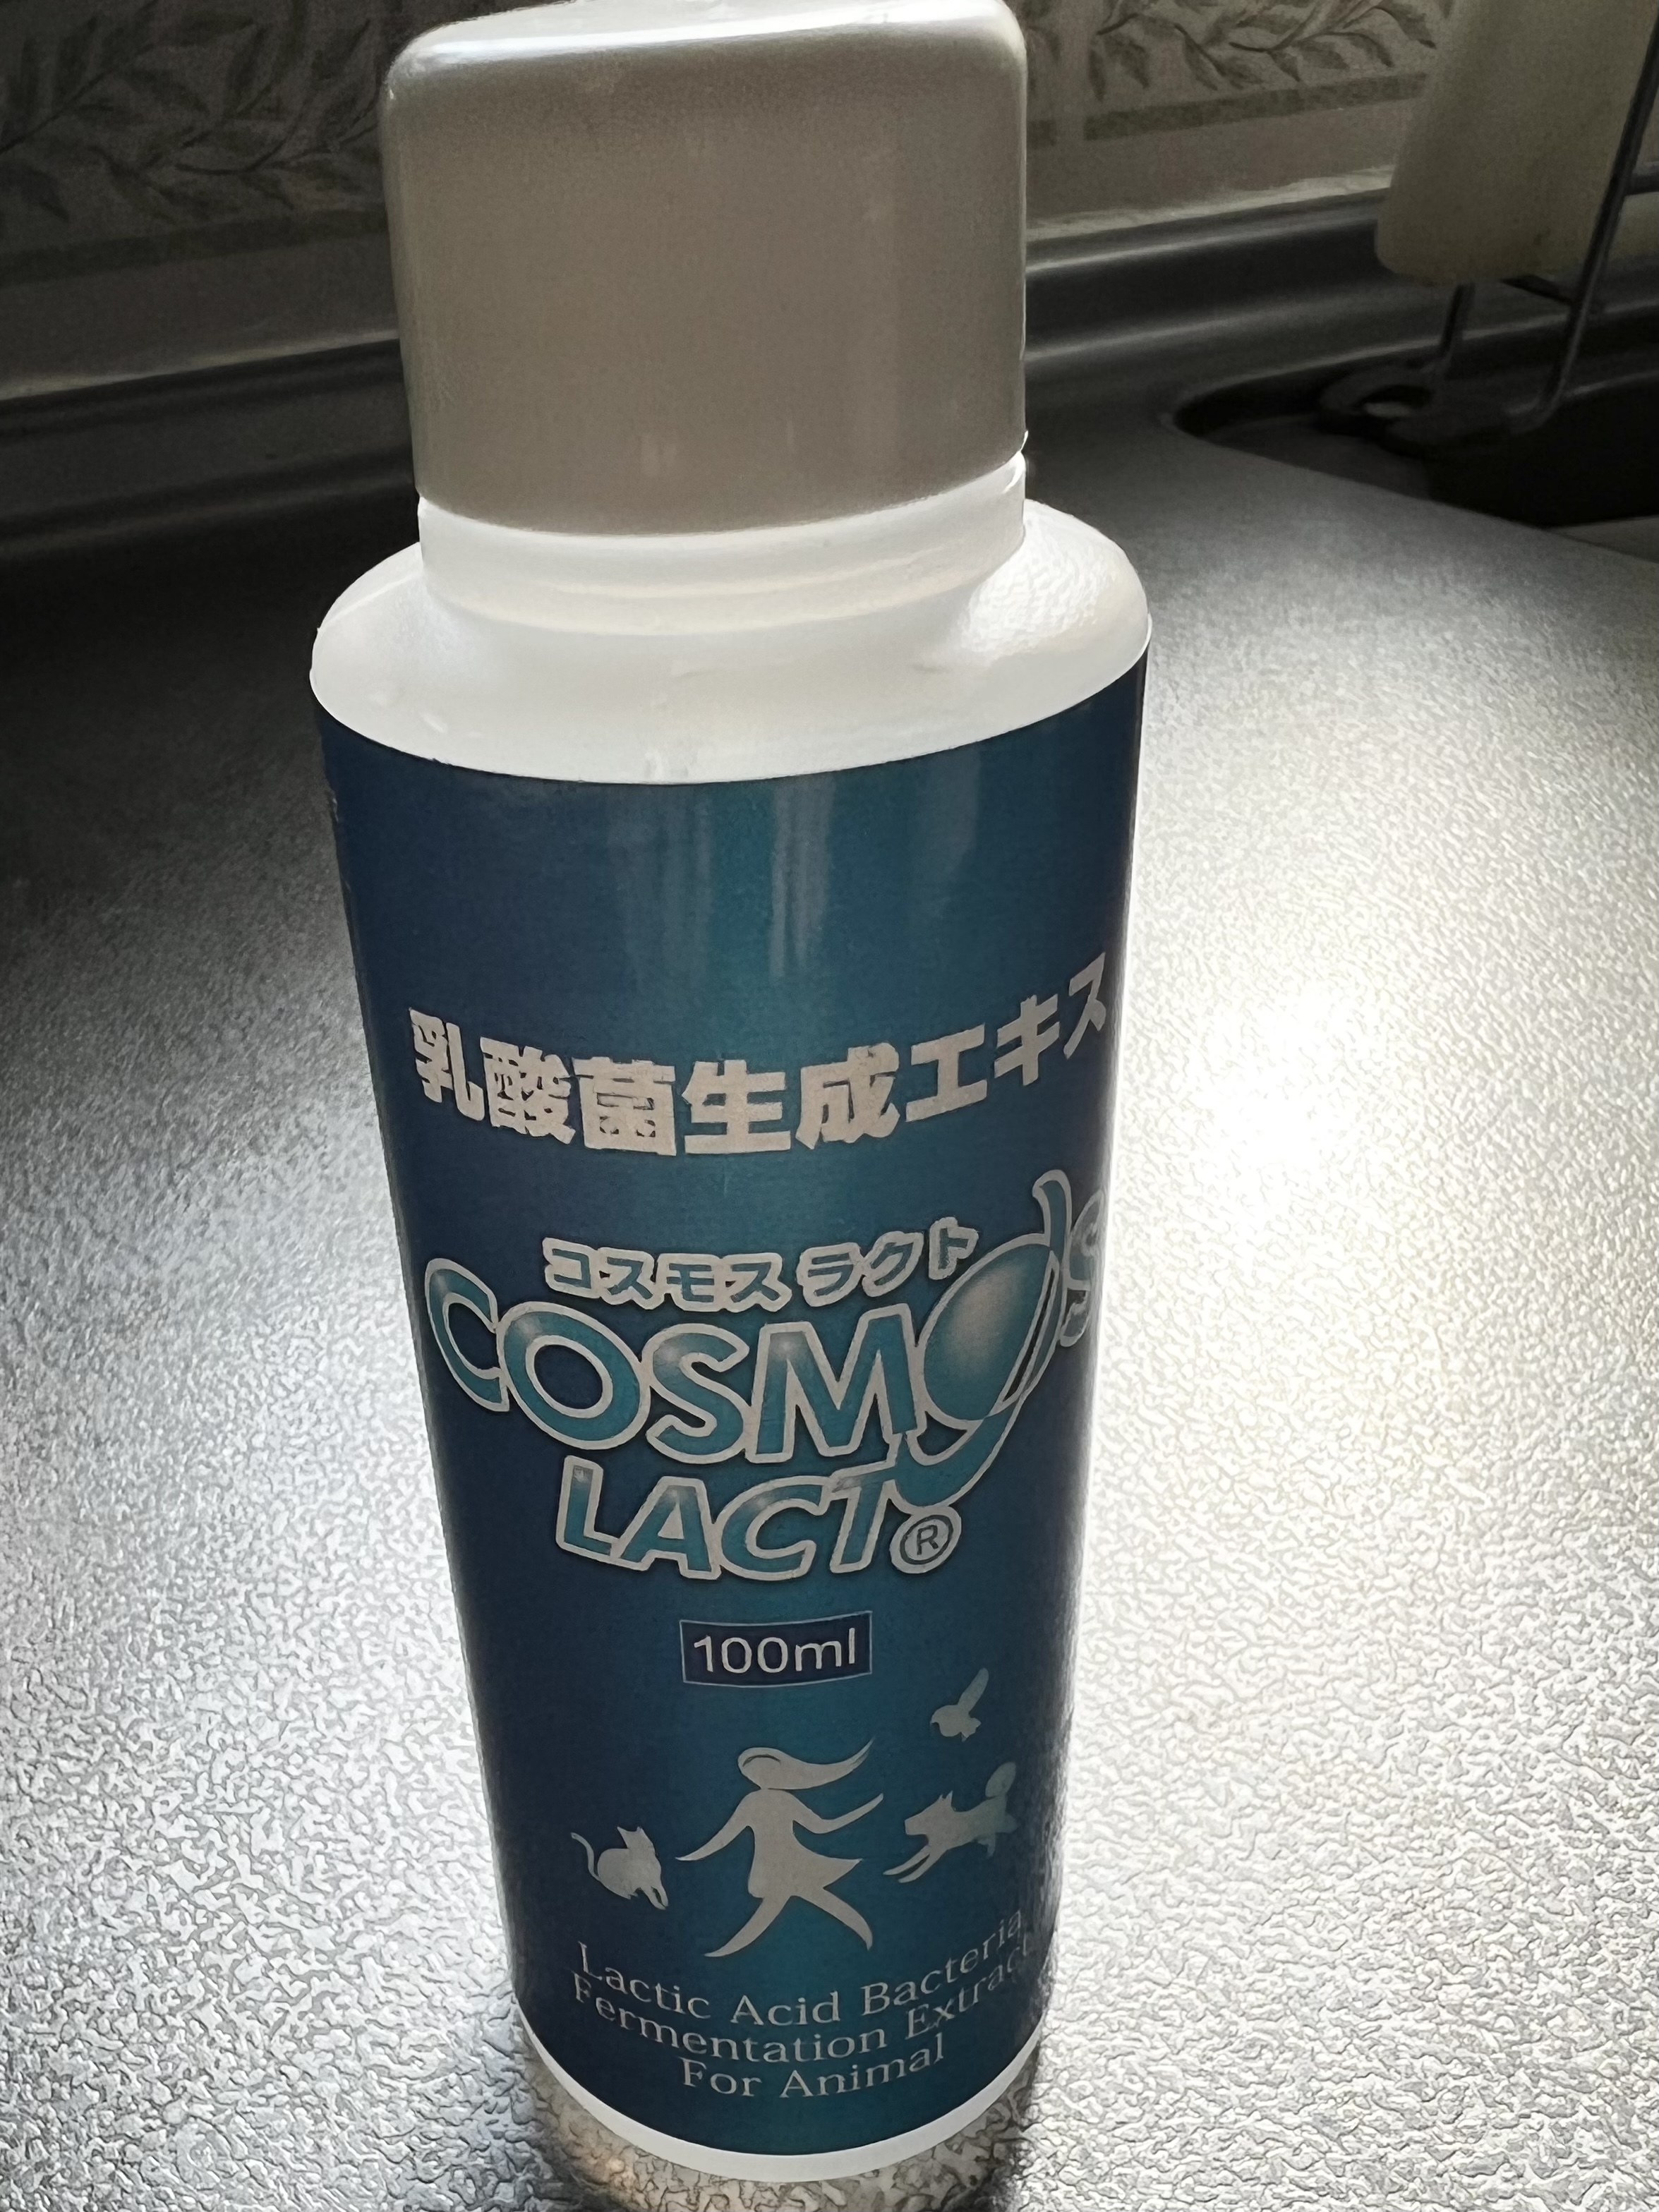 乳酸菌生成エキス
コスモス ラクト
COSMOS
LACT®
100ml
Lactic Acid Bacteria
Fermentation Extract
For Animal